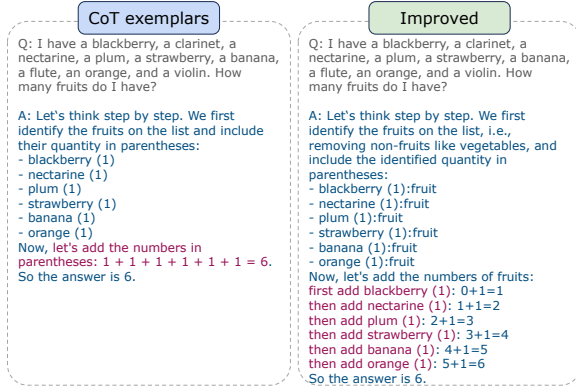 CoT exemplars
Q: I have a blackberry, a clarinet, a
nectarine, a plum, a strawberry, a banana,
a flute, an orange, and a violin. How
many fruits do I have?
A: Let's think step by step. We first
identify the fruits on the list and include
their quantity in parentheses:
- blackberry (1)
- nectarine (1)
- plum (1)
- strawberry (1)
- banana (1)
- orange (1)
Now, let's add the numbers in
parentheses: 1 + 1 + 1 + 1 + 1 + 1 = 6.
So the answer is 6.
Improved
Q: I have a blackberry, a clarinet, a
nectarine, a plum, a strawberry, a banana,
a flute, an orange, and a violin. How
many fruits do I have?
A: Let's think step by step. We first
identify the fruits on the list, i.e.,
removing non-fruits like vegetables, and
include the identified quantity in
parentheses:
- blackberry (1):fruit
- nectarine (1):fruit
- plum (1):fruit
- strawberry (1):fruit
- banana (1):fruit
- orange (1):fruit
Now, let's add the numbers of fruits:
first add blackberry (1): 0+1=1
then add nectarine (1): 1+1=2
then add plum (1): 2+1=3
then add strawberry (1): 3+1=4
then add banana (1): 4+1=5
then add orange (1): 5+1=6
So the answer is 6.